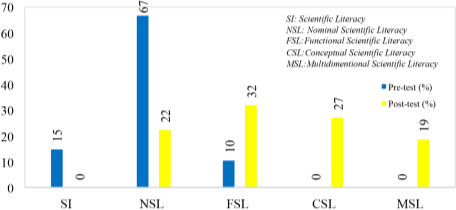 70
60
50
40
30
20
10
0
15
0
67
22
10
32
0
27
0
19
SI
NSL
FSL
CSL
MSL
SI: Scientific Literacy
NSL: Nominal Scientific Literacy
FSL:Functional Scientific Literacy
CSL:Conceptual Scientific Literacy
MSL:Multidimentional Scientific Literacy
Pre-test (%)
Post-test (%)